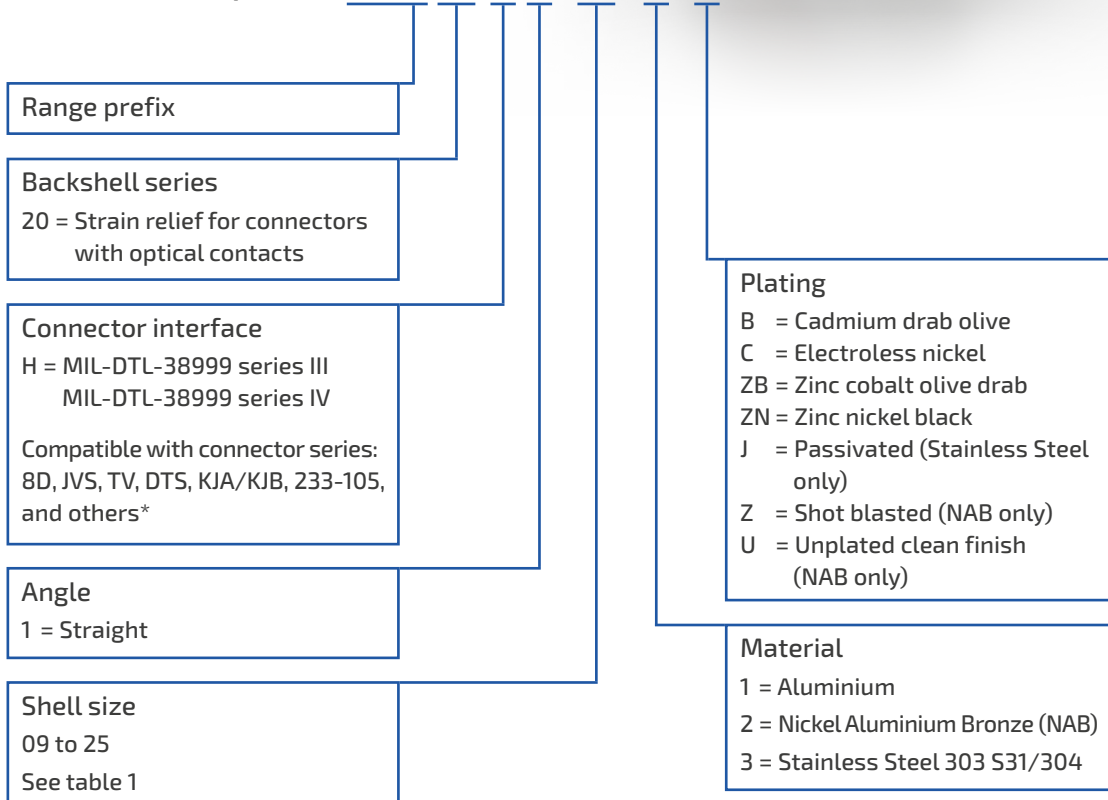 Range prefix
Backshell series
20 = Strain relief for connectors
with optical contacts
Connector interface
H = MIL-DTL-38999 series III
MIL-DTL-38999 series IV
Compatible with connector series:
8D, JVS, TV, DTS, KJA/KJB, 233-105,
and others*
Angle
1 = Straight
Shell size
09 to 25
See table 1
Plating
B = Cadmium drab olive
C = Electroless nickel
ZB = Zinc cobalt olive drab
ZN = Zinc nickel black
J = Passivated (Stainless Steel
only)
Z = Shot blasted (NAB only)
U = Unplated clean finish
(NAB only)
Material
1 = Aluminium
2 = Nickel Aluminium Bronze (NAB)
3 = Stainless Steel 303 S31/304